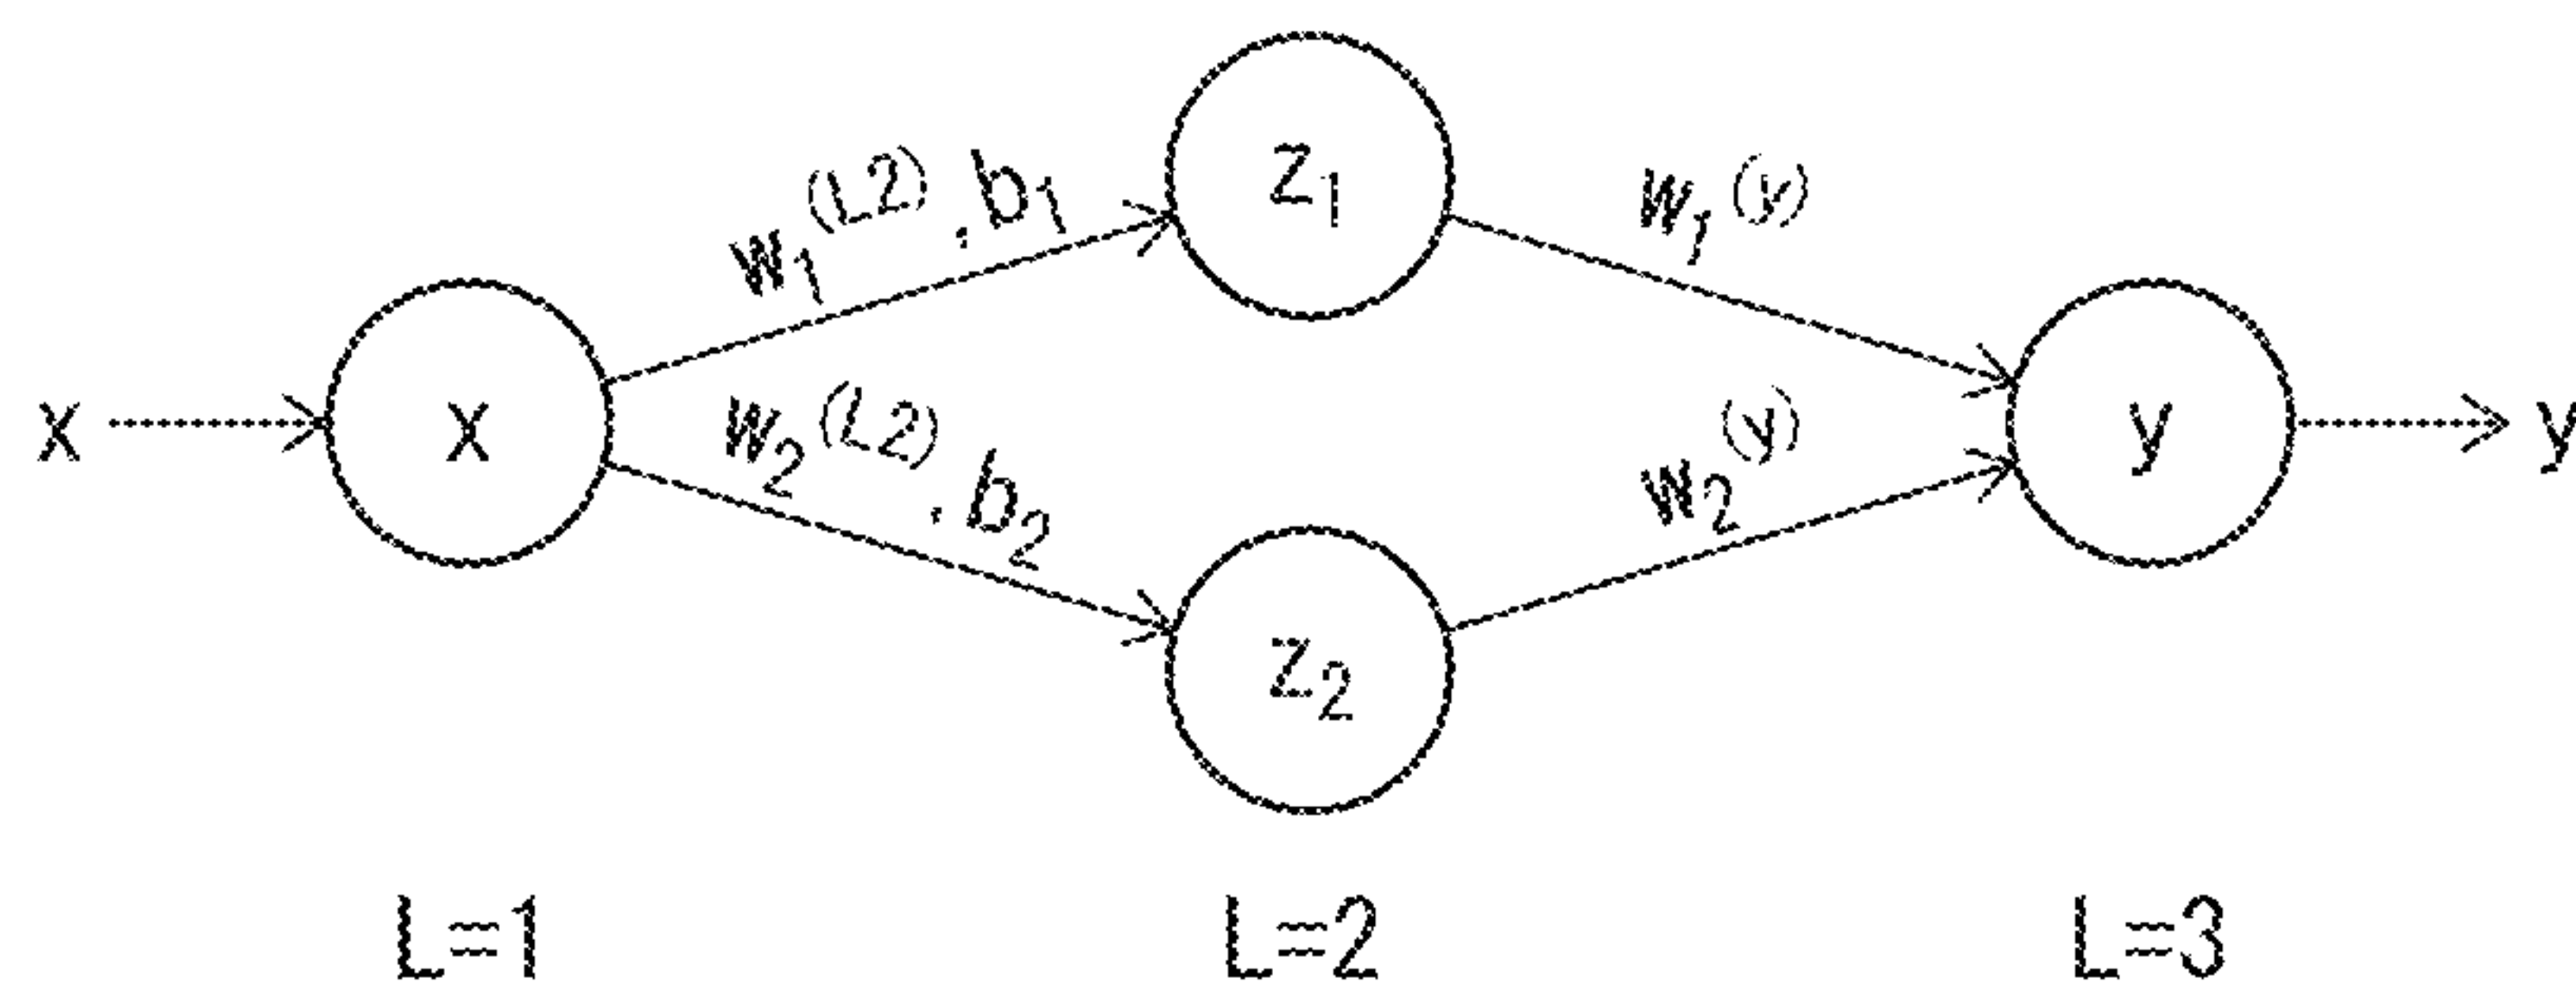 z₁
w₁⁽ᴸ²⁾, b₁
w₁⁽ʸ⁾
x
x
w₂⁽ᴸ²⁾, b₂
w₂⁽ʸ⁾
y
y
z₂
L=1 L=2 L=3